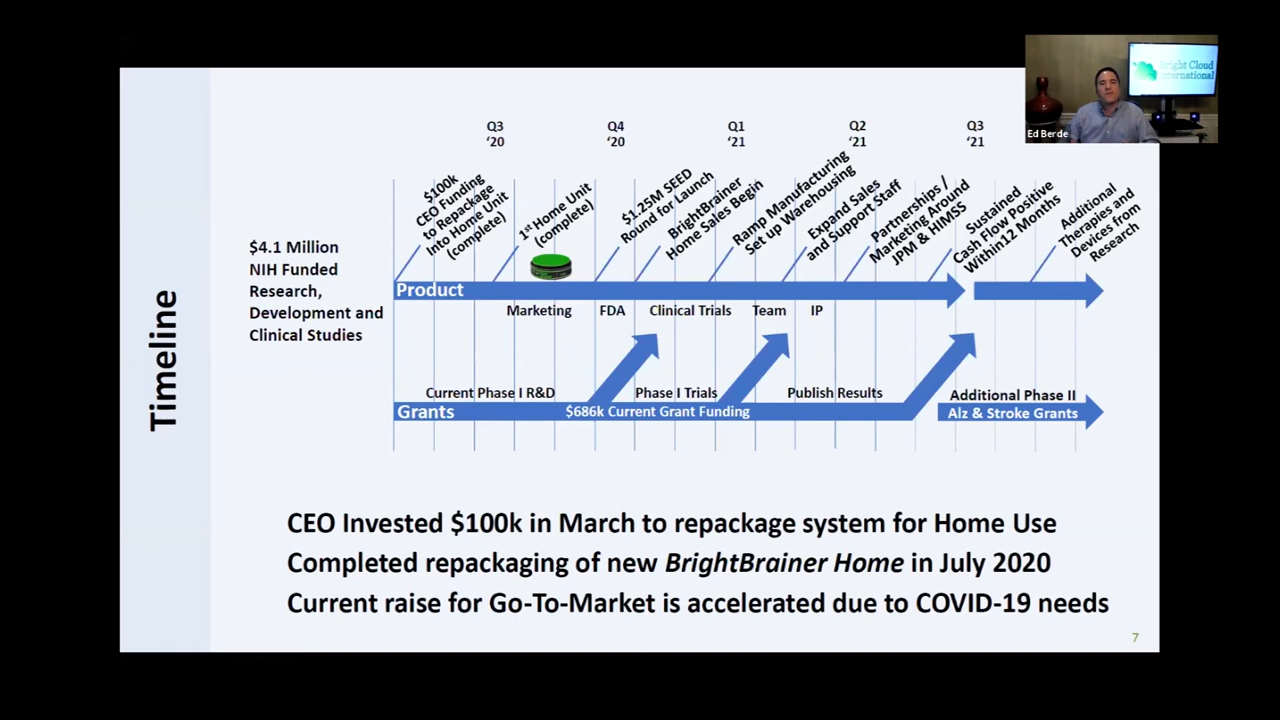 Bright Cloud
International
Ed Berde
Timeline
Q3
'20
Q4
'20
Q1
'21
Q2
'21
Q3
'21
$100k
CEO Funding
to Repackage
Into Home Unit
(complete)
1st Home Unit
(complete)
$1.25M SEED
Round for Launch
BrightBrainer
Home Sales Begin
Ramp Manufacturing
Set up Warehousing
Expand Sales
and Support Staff
Partnerships /
Marketing Around
JPM & HIMSS
Sustained
Cash Flow Positive
Within12 Months
Additional
Therapies and
Devices from
Research
$4.1 Million
NIH Funded
Research,
Development and
Clinical Studies
Product
Marketing
FDA
Clinical Trials
Team
IP
Current Phase I R&D
Phase I Trials
Publish Results
Additional Phase II
Grants
$686k Current Grant Funding
Alz & Stroke Grants
CEO Invested $100k in March to repackage system for Home Use
Completed repackaging of new BrightBrainer Home in July 2020
Current raise for Go-To-Market is accelerated due to COVID-19 needs
7